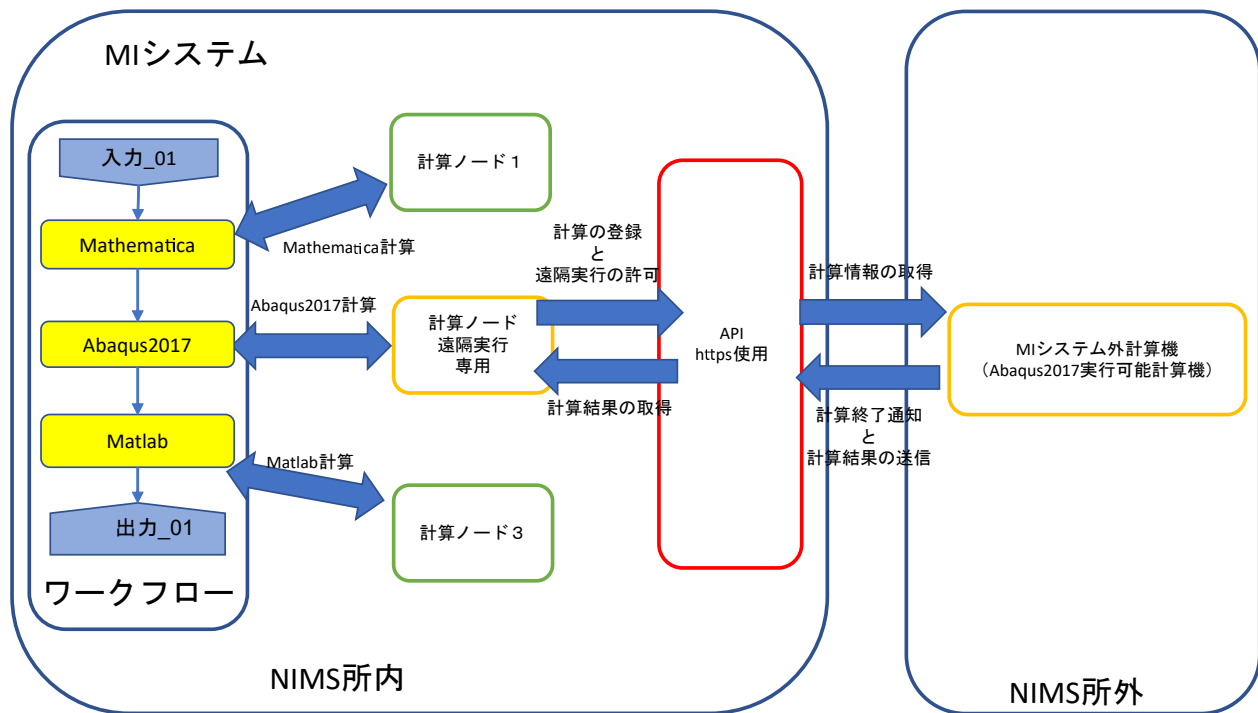 MIシステム
入力_01
Mathematica
Abaqus2017
Matlab
出力_01
ワークフロー
計算ノード１
Mathematica計算
Abaqus2017計算
計算ノード
遠隔実行
専用
Matlab計算
計算ノード３
計算の登録
と
遠隔実行の許可
計算結果の取得
API
https使用
計算情報の取得
計算終了通知
と
計算結果の送信
MIシステム外計算機
（Abaqus2017実行可能計算機）
NIMS所内
NIMS所外